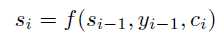 s_i = f(s_{i−1}, y_{i−1}, c_i)